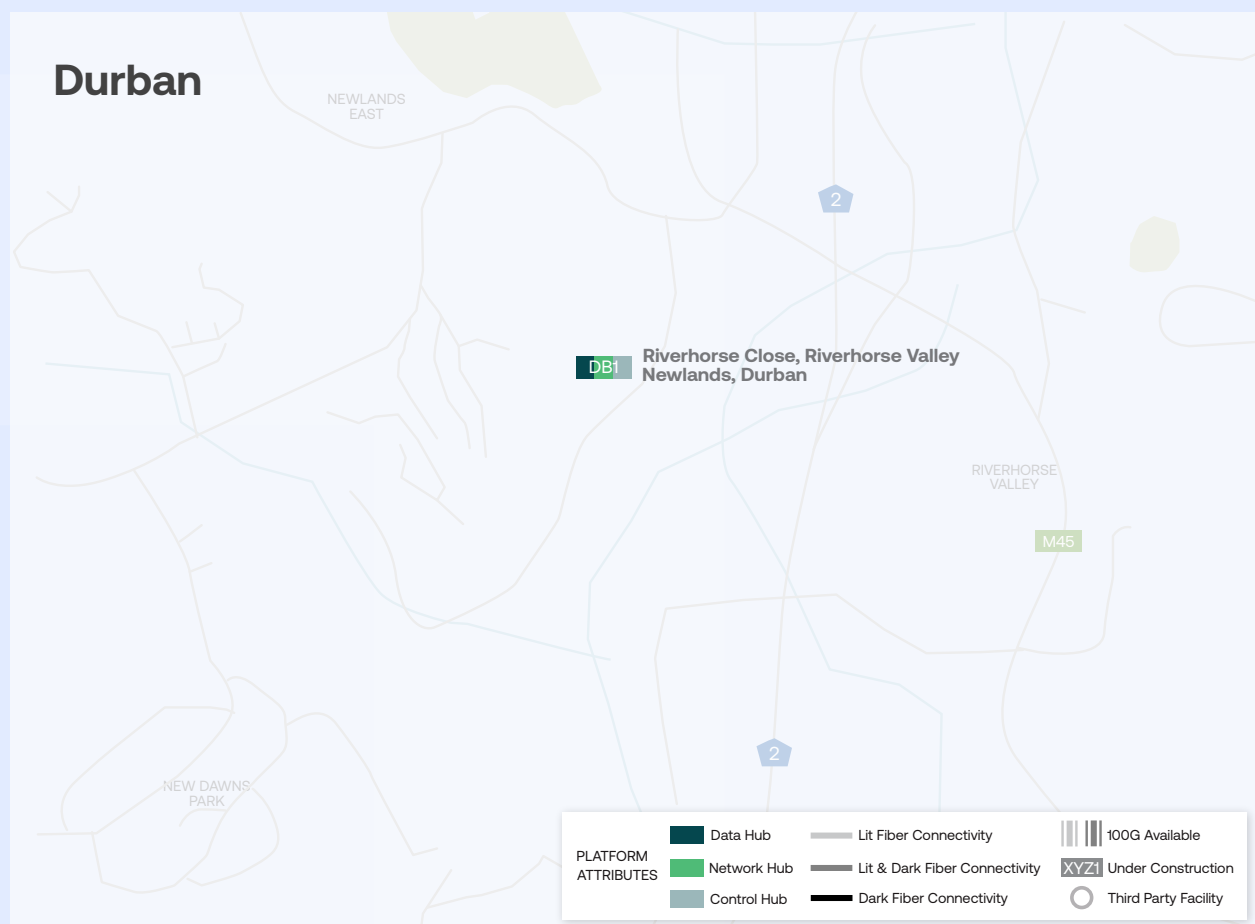 Durban
NEWLANDS
EAST
2
DB1
Riverhorse Close, Riverhorse Valley
Newlands, Durban
RIVERHORSE
VALLEY
M45
2
NEW DAWNS
PARK
PLATFORM
ATTRIBUTES
Data Hub
Network Hub
Control Hub
Lit Fiber Connectivity
Lit & Dark Fiber Connectivity
Dark Fiber Connectivity
100G Available
XYZ1 Under Construction
Third Party Facility